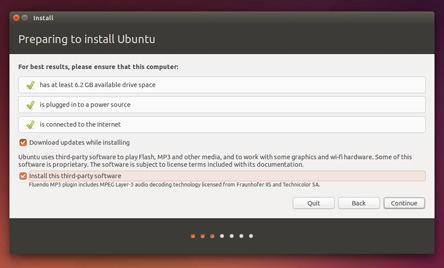 Install
Preparing to install Ubuntu
For best results, please ensure that this computer:
has at least 6.2 GB available drive space
is plugged in to a power source
is connected to the Internet
Download updates while installing
Ubuntu uses third-party software to play Flash, MP3 and other media, and to work with some graphics and wi-fi hardware. Some of this
software is proprietary. The software is subject to license terms included with its documentation.
Install this third-party software
Fluendo MP3 plugin includes MPEG Layer-3 audio decoding technology licensed from Fraunhofer IIS and Technicolor SA.
Quit Back Continue